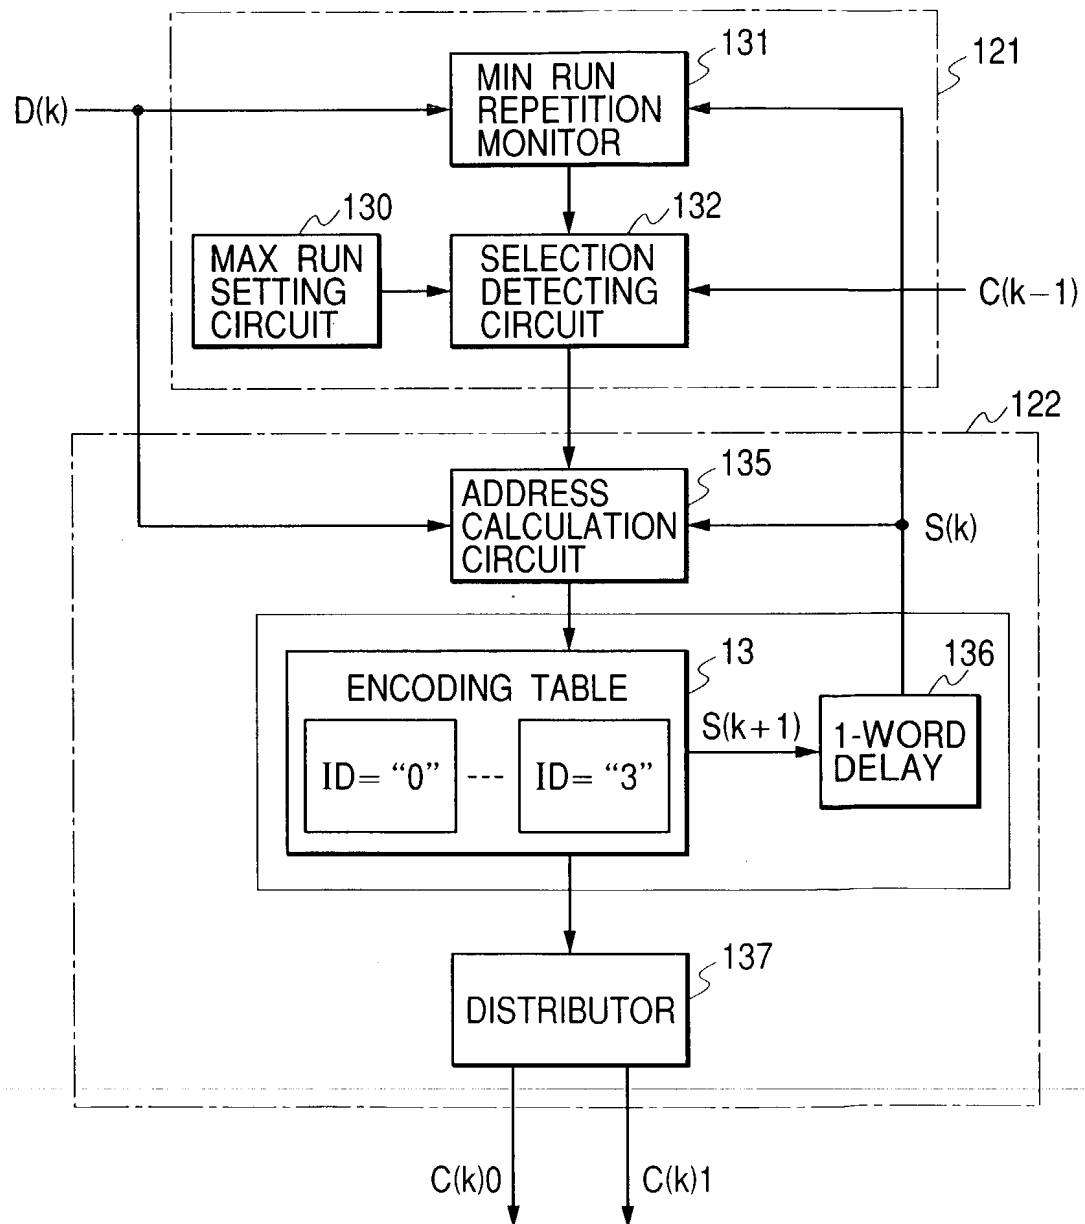 131
121
MIN RUN
REPETITION
MONITOR
D(k)
130
132
MAX RUN
SETTING
CIRCUIT
SELECTION
DETECTING
CIRCUIT
C(k−1)
122
135
ADDRESS
CALCULATION
CIRCUIT
S(k)
13
136
ENCODING TABLE
S(k+1)
1-WORD
DELAY
ID= “0” --- ID= “3”
137
DISTRIBUTOR
C(k)0
C(k)1